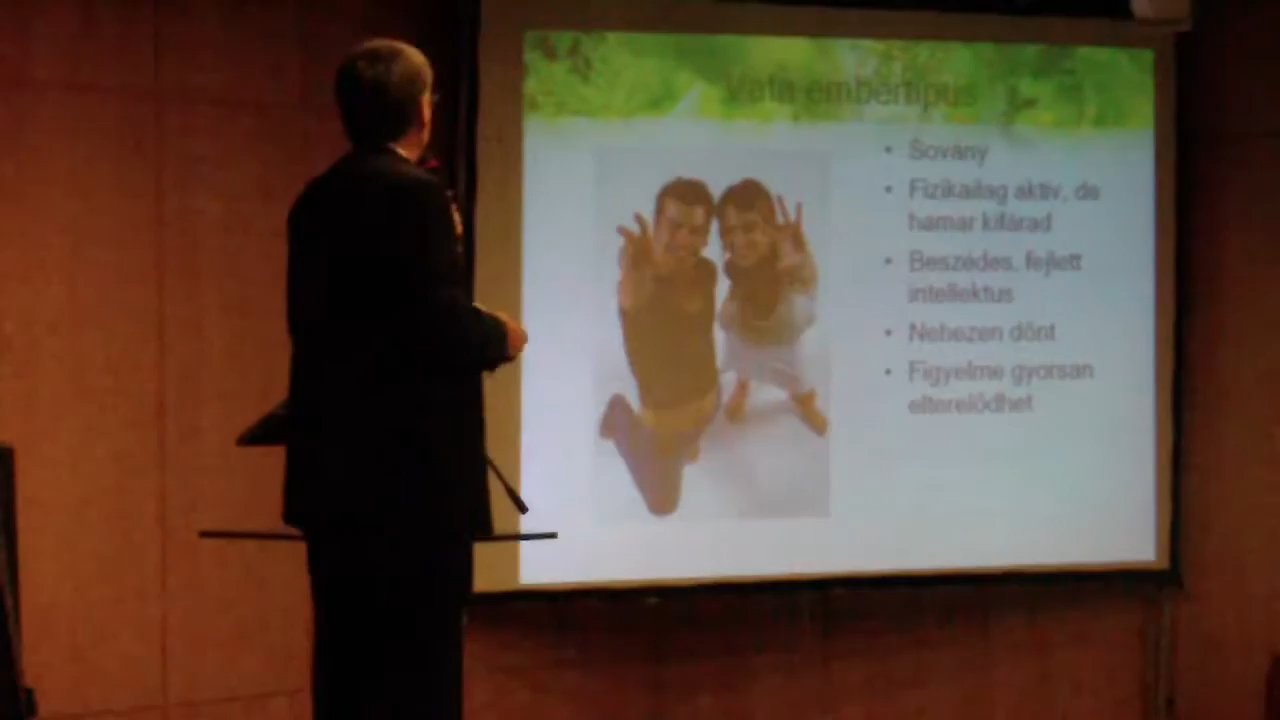 Vata embertípus
• Sovány
• Fizikailag aktív, de
hamar kifárad
• Beszédes, fejlett
intellektus
• Nehezen dönt
• Figyelme gyorsan
elterelődhet